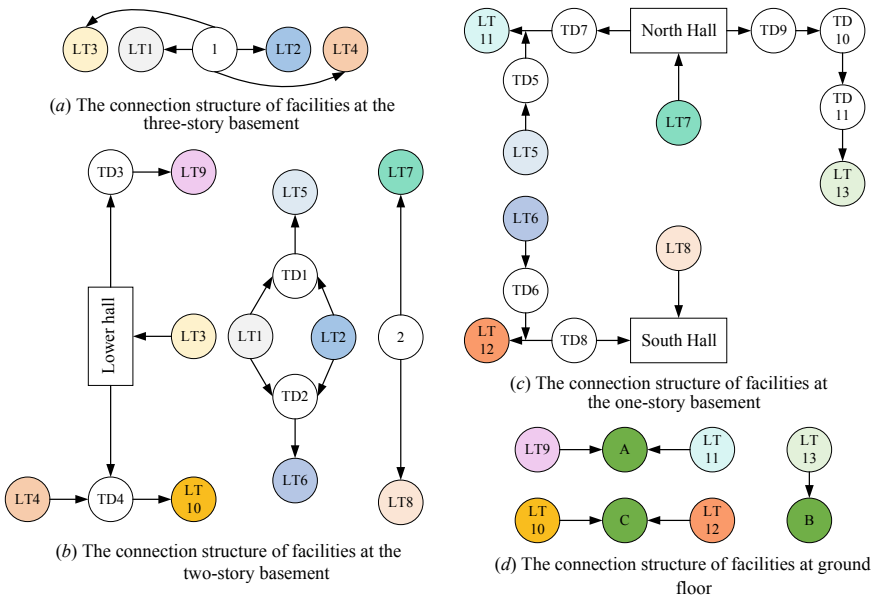 LT3
LT1
1
LT2
LT4
(a) The connection structure of facilities at the
three-story basement
TD3
LT9
LT5
LT7
TD1
Lower hall
LT3
LT1
LT2
2
TD2
LT4
TD4
LT
10
LT6
LT8
(b) The connection structure of facilities at the
two-story basement
LT
11
TD7
North Hall
TD9
TD
10
TD5
TD
11
LT7
LT5
LT
13
LT6
LT8
TD6
LT
12
TD8
South Hall
(c) The connection structure of facilities at
the one-story basement
LT9
A
LT
11
LT
13
LT
10
C
LT
12
B
(d) The connection structure of facilities at ground
floor